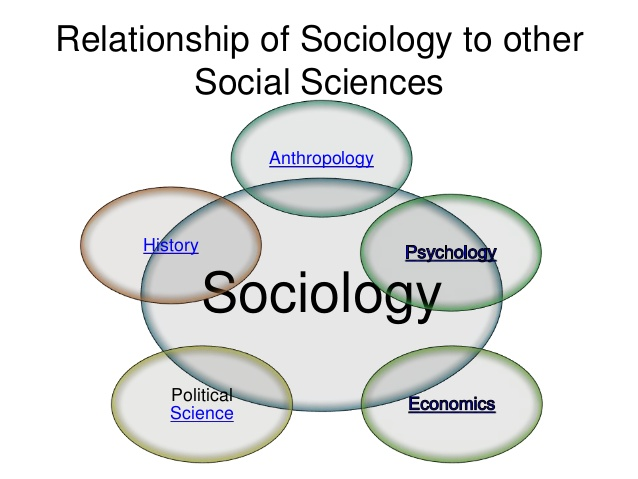 Relationship of Sociology to other
Social Sciences
Anthropology
History
Psychology
Sociology
Political
Science
Economics